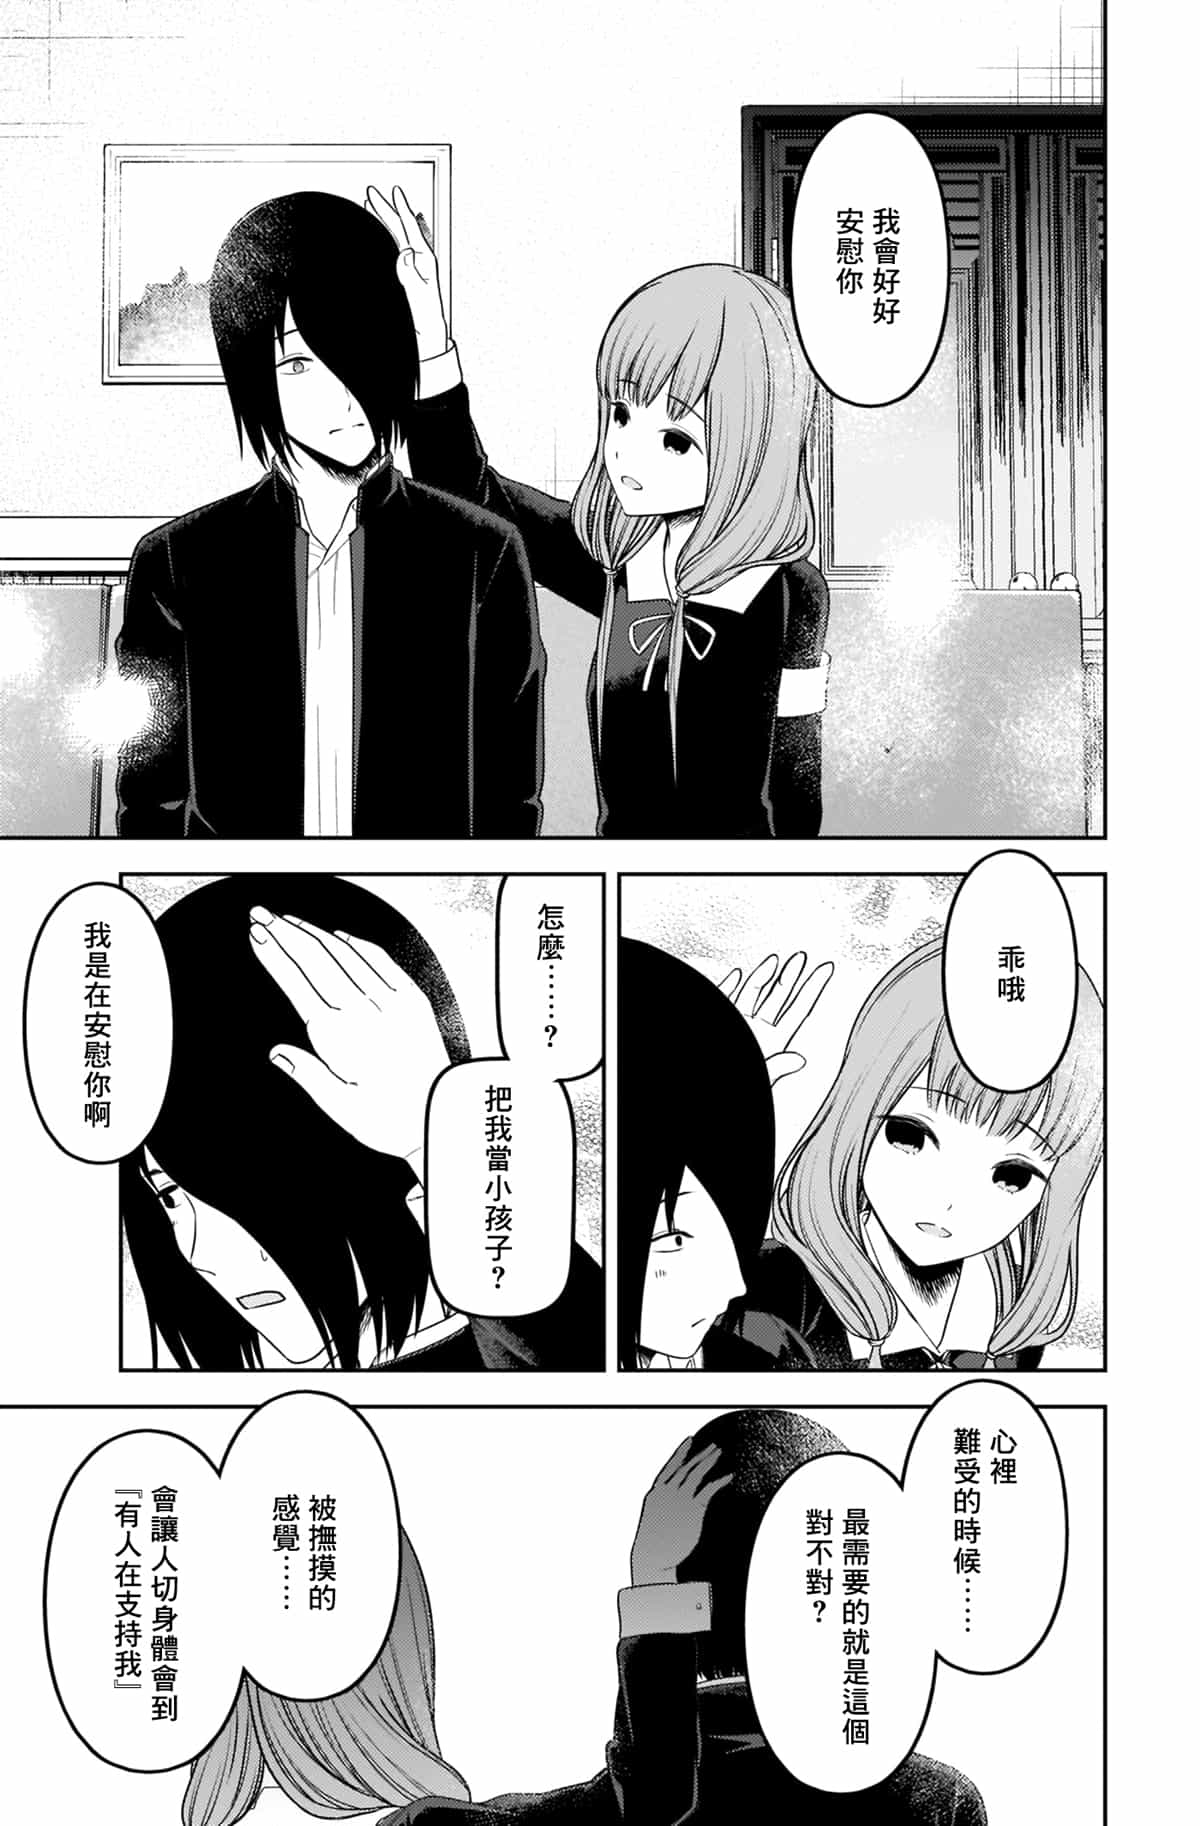 我會好好
安慰你
乖哦
怎麼……？
把我當小孩子？
我是在安慰你啊
心裡
難受的時候……
最需要的就是這個
對不對？
被撫摸的
感覺……
會讓人切身體會到
『有人在支持我』